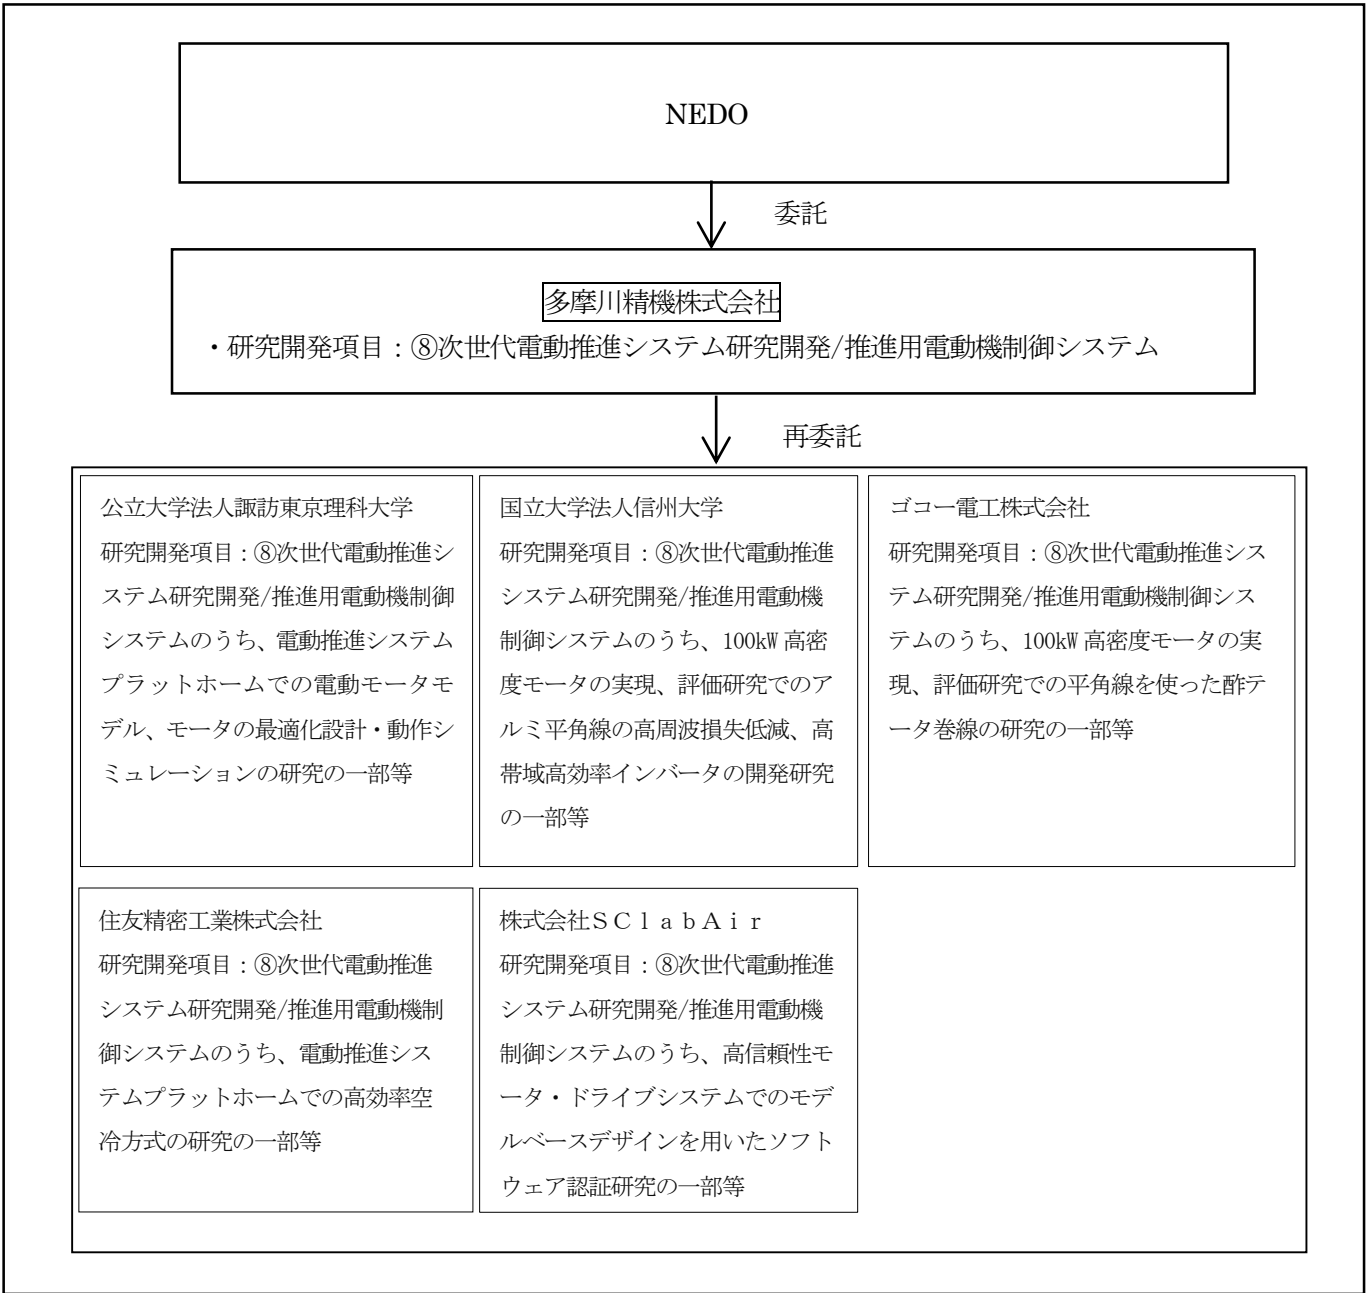 NEDO
委託
多摩川精機株式会社
・研究開発項目：⑧次世代電動推進システム研究開発/推進用電動機制御システム
再委託
公立大学法人諏訪東京理科大学
研究開発項目：⑧次世代電動推進シ
ステム研究開発/推進用電動機制御
システムのうち、電動推進システム
プラットホームでの電動モータモ
デル、モータの最適化設計・動作シ
ミュレーションの研究の一部等
国立大学法人信州大学
研究開発項目：⑧次世代電動推進
システム研究開発/推進用電動機
制御システムのうち、100kW 高密
度モータの実現、評価研究でのア
ルミ平角線の高周波損失低減、高
帯域高効率インバータの開発研究
の一部等
ゴコー電工株式会社
研究開発項目：⑧次世代電動推進シス
テム研究開発/推進用電動機制御シス
テムのうち、100kW 高密度モータの実
現、評価研究での平角線を使った酢テ
ータ巻線の研究の一部等
住友精密工業株式会社
研究開発項目：⑧次世代電動推進
システム研究開発/推進用電動機制
御システムのうち、電動推進シス
テムプラットホームでの高効率空
冷方式の研究の一部等
株式会社ＳＣｌａｂＡｉｒ
研究開発項目：⑧次世代電動推進
システム研究開発/推進用電動機
制御システムのうち、高信頼性モ
ータ・ドライブシステムでのモデ
ルベースデザインを用いたソフト
ウェア認証研究の一部等